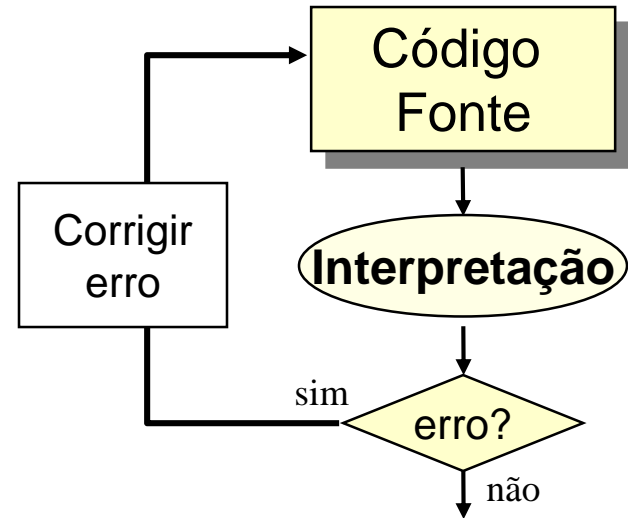 Código
Fonte
Corrigir
erro
Interpretação
sim
erro?
não